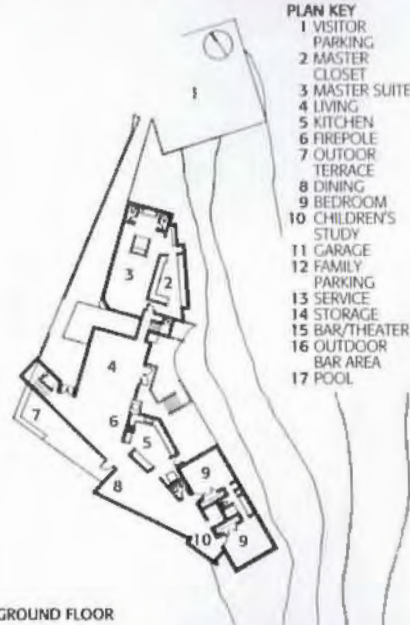 PLAN KEY
1 VISITOR
PARKING
2 MASTER
CLOSET
3 MASTER SUITE
4 LIVING
5 KITCHEN
6 FIREPOLE
7 OUTOOR
TERRACE
8 DINING
9 BEDROOM
10 CHILDREN'S
STUDY
11 GARAGE
12 FAMILY
PARKING
13 SERVICE
14 STORAGE
15 BAR/THEATER
16 OUTDOOR
BAR AREA
17 POOL
1
3
2
4
7
6
5
8
9
10
9
GROUND FLOOR